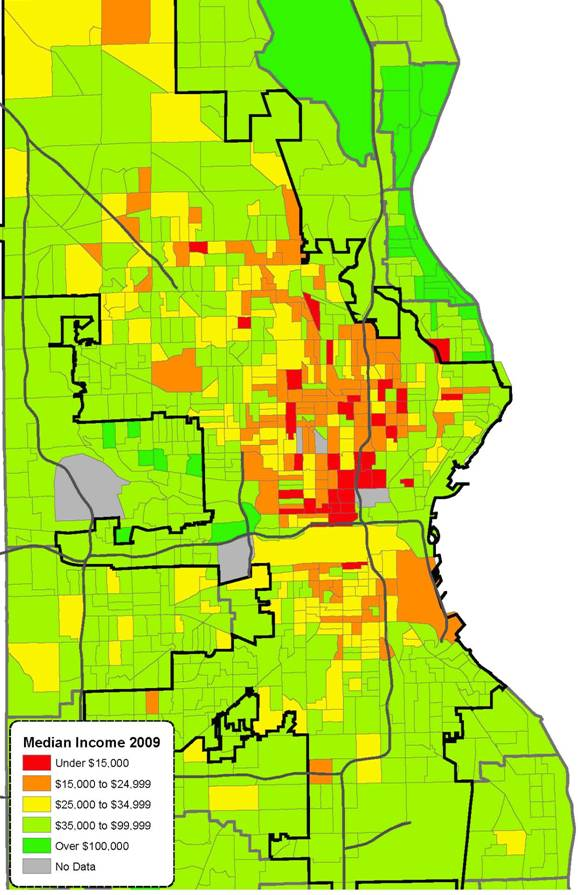 Median Income 2009
Under $15,000
$15,000 to $24,999
$25,000 to $34,999
$35,000 to $99,999
Over $100,000
No Data